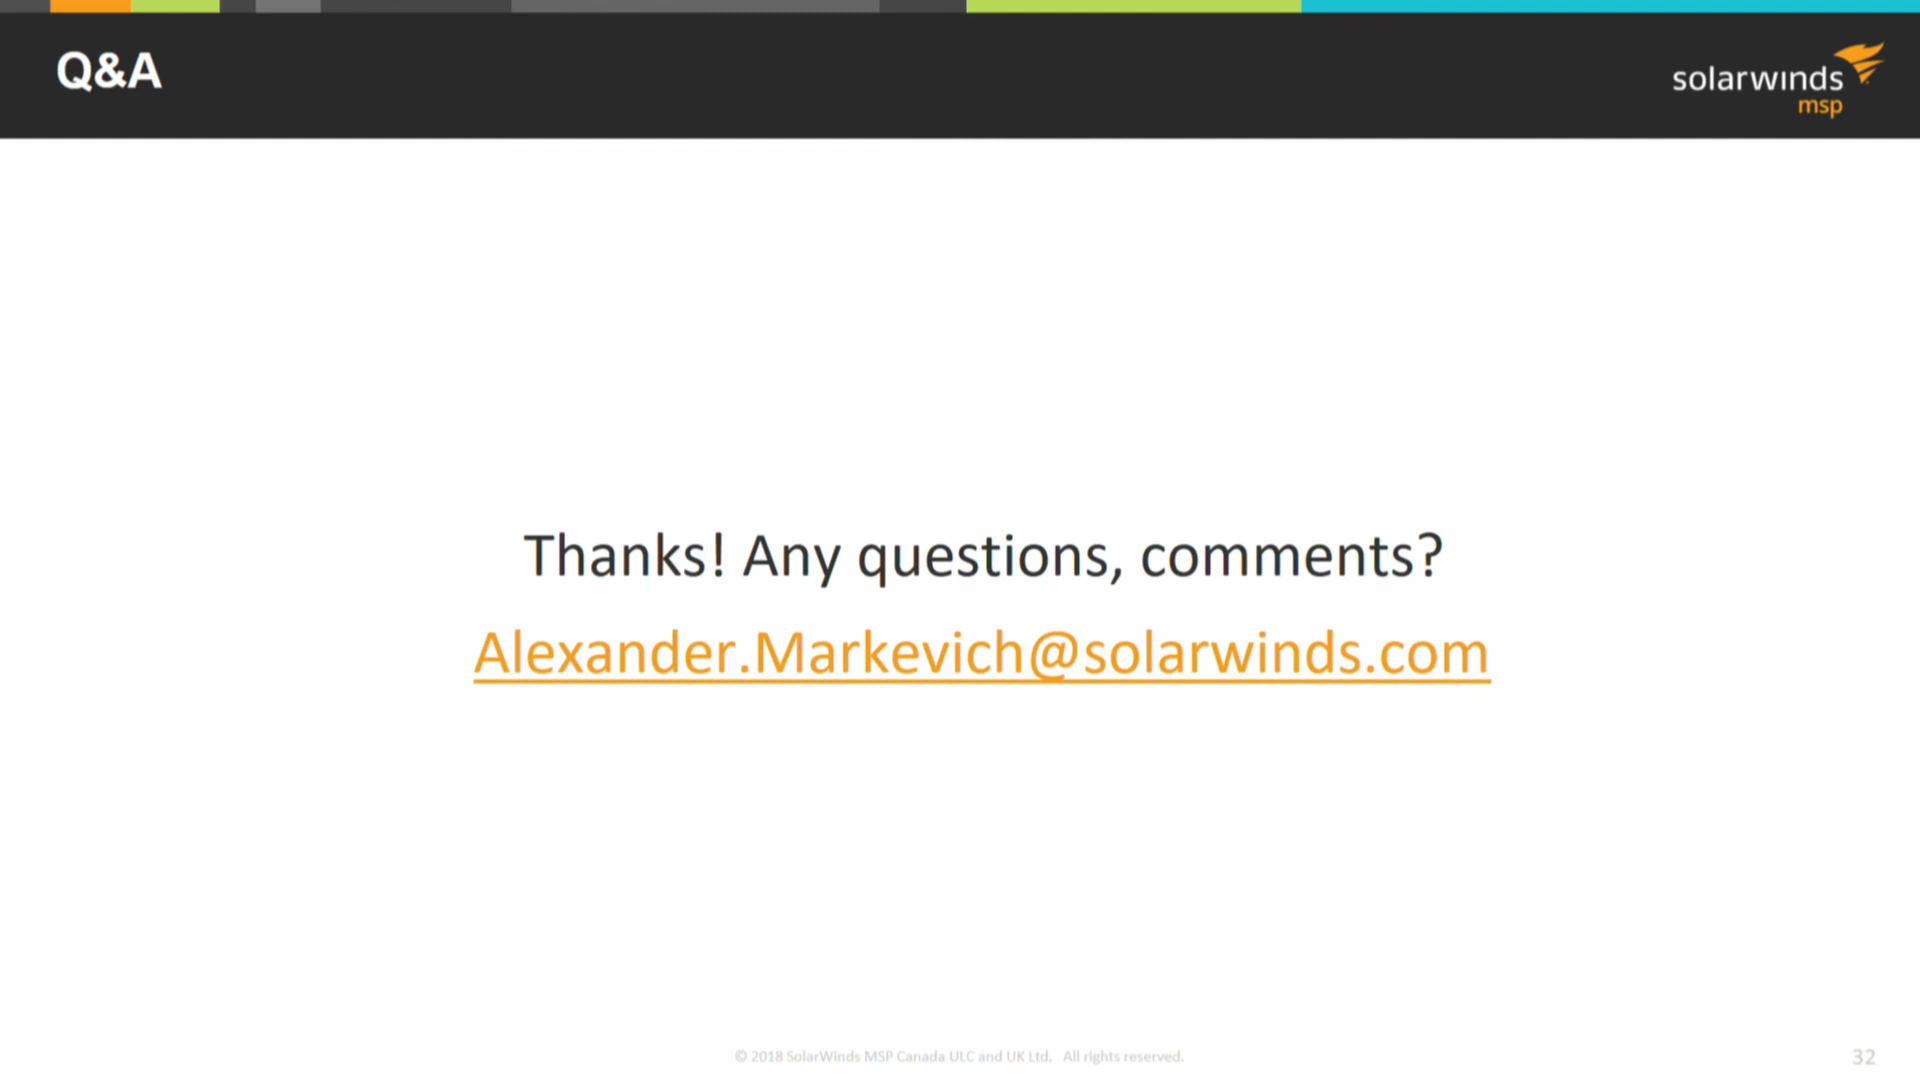 Q&A
solarwinds
msp
Thanks! Any questions, comments?
Alexander.Markevich@solarwinds.com
© 2018 SolarWinds MSP Canada ULC and UK Ltd. All rights reserved.
32